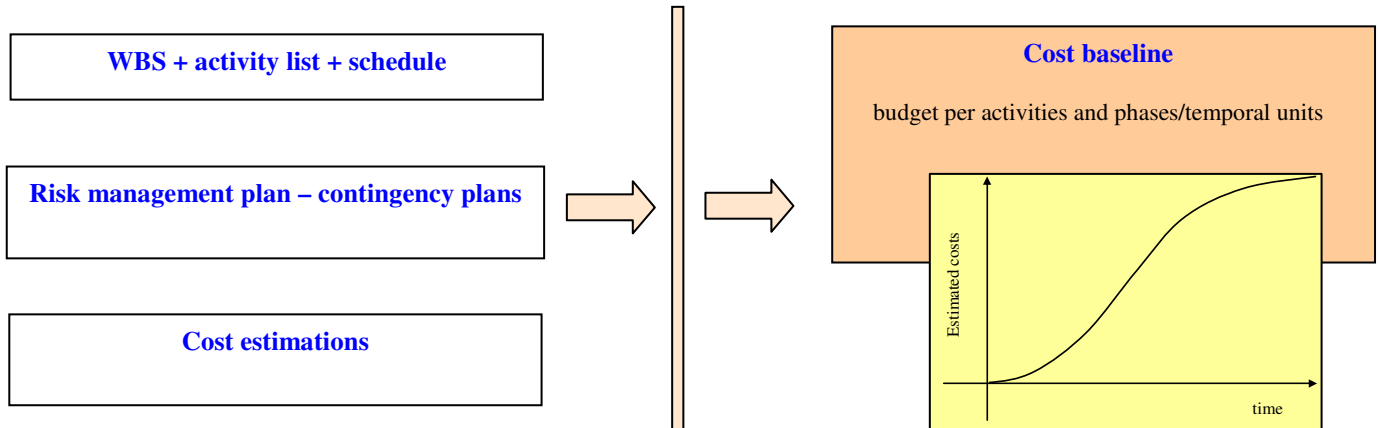 WBS + activity list + schedule
Risk management plan – contingency plans
Cost estimations
Cost baseline
budget per activities and phases/temporal units
Estimated costs
time